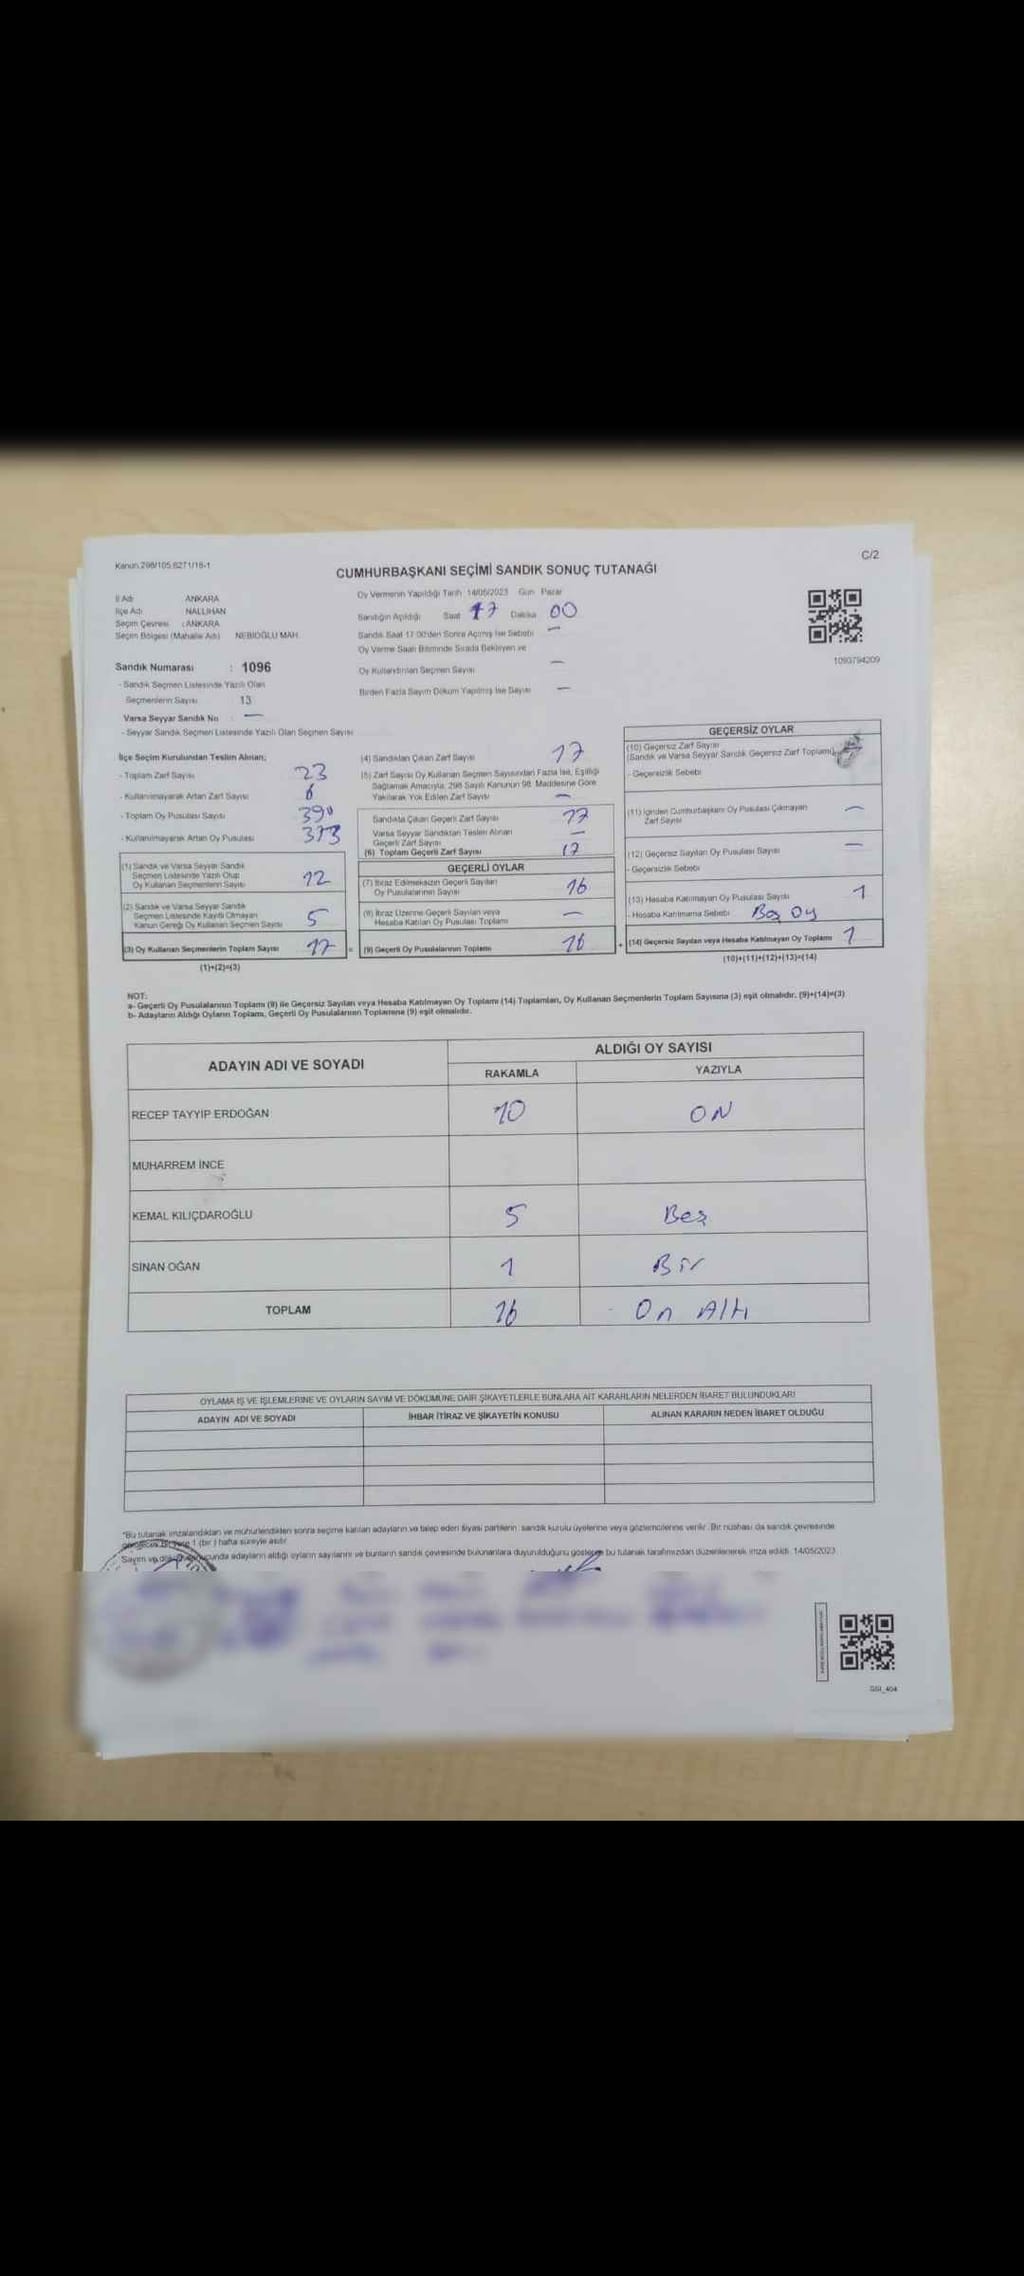 Kanun.298/105,6271/18-1
C/2
CUMHURBAŞKANI SEÇİMİ SANDIK SONUÇ TUTANAĞI
İl Adı ANKARA
İlçe Adı NALLIHAN
Seçim Çevresi : ANKARA
Seçim Bölgesi (Mahalle Adı) NEBİOĞLU MAH.
Sandık Numarası : 1096
- Sandık Seçmen Listesinde Yazılı Olan
Seçmenlerin Sayısı 13
Varsa Seyyar Sandık No : —
- Seyyar Sandık Seçmen Listesinde Yazılı Olan Seçmen Sayısı
Oy Vermenin Yapıldığı Tarih 14/05/2023 Gün Pazar
Sandığın Açıldığı Saat 17 Dakika 00
Sandık Saat 17.00'den Sonra Açılmış İse Sebebi —
Oy Verme Saati Bitiminde Sırada Bekleyen ve
Oy Kullandırılan Seçmen Sayısı —
Birden Fazla Sayım Döküm Yapılmış İse Sayısı —
1093794209
İlçe Seçim Kurulundan Teslim Alınan;
- Toplam Zarf Sayısı 23
- Kullanılmayarak Artan Zarf Sayısı 6
- Toplam Oy Pusulası Sayısı 390
- Kullanılmayarak Artan Oy Pusulası 373
(1) Sandık ve Varsa Seyyar Sandık
Seçmen Listesinde Yazılı Olup
Oy Kullanan Seçmenlerin Sayısı 12
(2) Sandık ve Varsa Seyyar Sandık
Seçmen Listesinde Kayıtlı Olmayan
Kanun Gereği Oy Kullanan Seçmen Sayısı 5
(3) Oy Kullanan Seçmenlerin Toplam Sayısı 17 =
(1)+(2)=(3)
(4) Sandıktan Çıkan Zarf Sayısı 17
(5) Zarf Sayısı Oy Kullanan Seçmen Sayısından Fazla İse, Eşitliği
Sağlamak Amacıyla, 298 Sayılı Kanunun 98. Maddesine Göre
Yakılarak Yok Edilen Zarf Sayısı —
Sandıkta Çıkan Geçerli Zarf Sayısı 17
Varsa Seyyar Sandıktan Teslim Alınan
Geçerli Zarf Sayısı —
(6) Toplam Geçerli Zarf Sayısı 17
GEÇERLİ OYLAR
(7) İtiraz Edilmeksizin Geçerli Sayılan
Oy Pusulalarının Sayısı 16
(8) İtiraz Üzerine Geçerli Sayılan veya
Hesaba Katılan Oy Pusulası Toplamı —
(9) Geçerli Oy Pusulalarının Toplamı 16 +
GEÇERSİZ OYLAR
(10) Geçersiz Zarf Sayısı
(Sandık ve Varsa Seyyar Sandık Geçersiz Zarf Toplamı)
- Geçersizlik Sebebi
(11) İçinden Cumhurbaşkanı Oy Pusulası Çıkmayan
Zarf Sayısı —
(12) Geçersiz Sayılan Oy Pusulası Sayısı —
- Geçersizlik Sebebi
(13) Hesaba Katılmayan Oy Pusulası Sayısı 1
- Hesaba Katılmama Sebebi Boş Oy
(14) Geçersiz Sayılan veya Hesaba Katılmayan Oy Toplamı 1
(10)+(11)+(12)+(13)=(14)
NOT:
a- Geçerli Oy Pusulalarının Toplamı (9) ile Geçersiz Sayılan veya Hesaba Katılmayan Oy Toplamı (14) Toplamları, Oy Kullanan Seçmenlerin Toplam Sayısına (3) eşit olmalıdır. (9)+(14)=(3)
b- Adayların Aldığı Oyların Toplamı, Geçerli Oy Pusulalarının Toplamına (9) eşit olmalıdır.
ADAYIN ADI VE SOYADI
ALDIĞI OY SAYISI
RAKAMLA YAZIYLA
RECEP TAYYIP ERDOĞAN 10 ON
MUHARREM İNCE
KEMAL KILIÇDAROĞLU 5 Beş
SİNAN OĞAN 1 Bir
TOPLAM 16 On Altı
OYLAMA İŞ VE İŞLEMLERİNE VE OYLARIN SAYIM VE DÖKÜMÜNE DAİR ŞİKAYETLERLE BUNLARA AİT KARARLARIN NELERDEN İBARET BULUNDUKLARI
ADAYIN ADI VE SOYADI İHBAR İTİRAZ VE ŞİKAYETİN KONUSU ALINAN KARARIN NEDEN İBARET OLDUĞU
*Bu tutanak imzalandıktan ve mühürlendikten sonra seçime katılan adayların ve talep eden siyasi partilerin sandık kurulu üyelerine veya gözlemcilerine verilir. Bir nüshası da sandık çevresinde
1 (bir) hafta süreyle asılır.
Sayım ve adayların aldığı oyların sayılarını ve bunların sandık çevresinde bulunanlara duyurulduğunu gösteren bu tutanak tarafımızdan düzenlenerek imza edildi. 14/05/2023